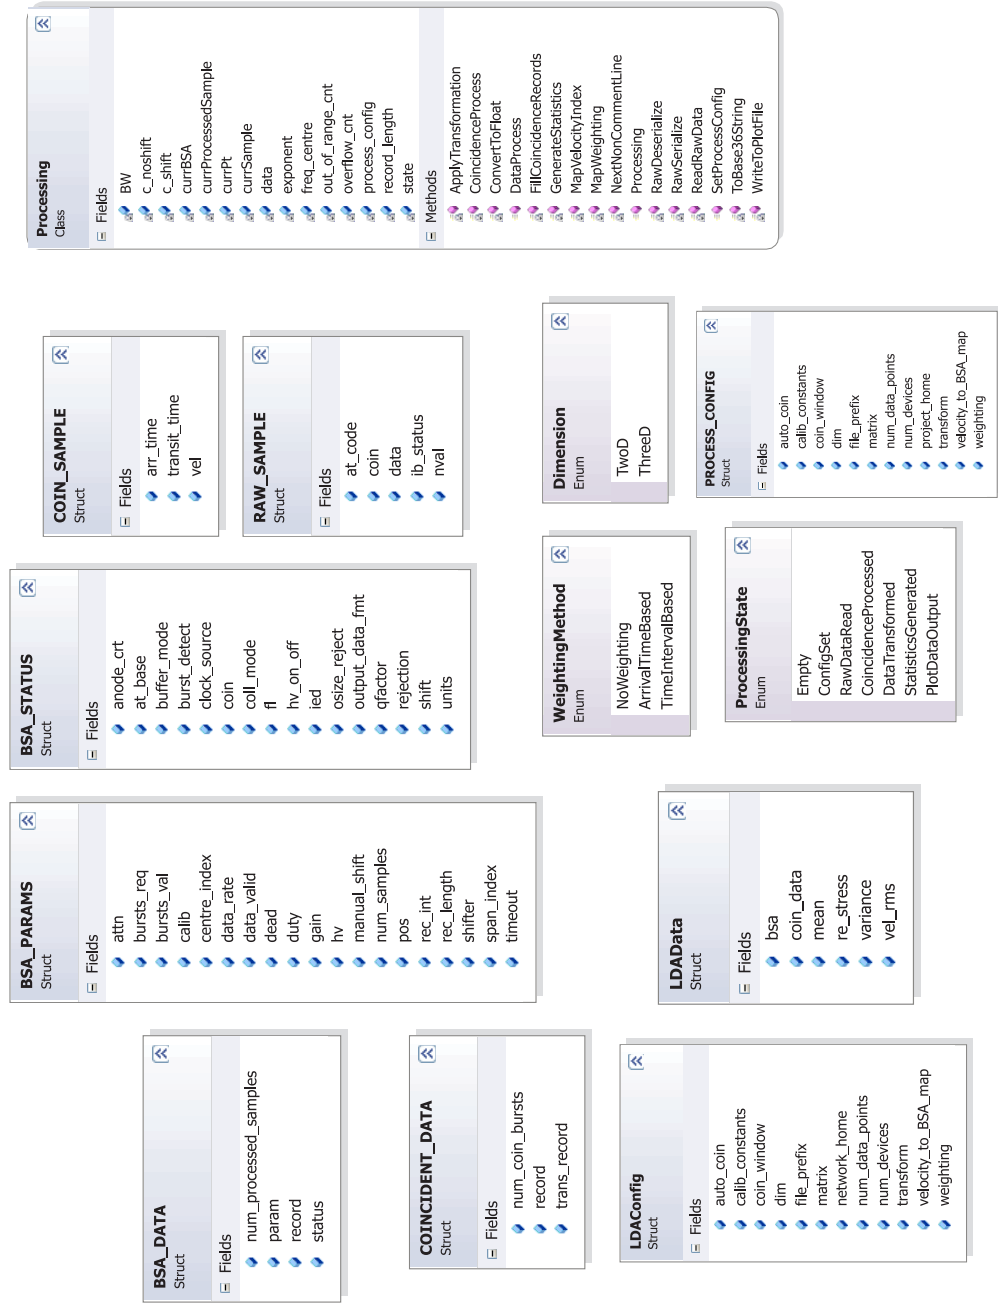 BSA_DATA
Struct
Fields
num_processed_samples
param
record
status
BSA_PARAMS
Struct
Fields
attn
bursts_req
bursts_val
calib
centre_index
data_rate
data_valid
dead
duty
gain
hv
manual_shift
num_samples
pos
rec_int
rec_length
shifter
span_index
timeout
BSA_STATUS
Struct
Fields
anode_crt
at_base
buffer_mode
burst_detect
clock_source
coin
coll_mode
fl
hv_on_off
ied
osize_reject
output_data_fmt
qfactor
rejection
shift
units
COIN_SAMPLE
Struct
Fields
arr_time
transit_time
vel
RAW_SAMPLE
Struct
Fields
at_code
coin
data
ib_status
nval
Processing
Class
Fields
BW
c_noshift
c_shift
currBSA
currProcessedSample
currPt
currSample
data
exponent
freq_centre
out_of_range_cnt
overflow_cnt
process_config
record_length
state
Methods
ApplyTransformation
CoincidenceProcess
ConvertToFloat
DataProcess
FillCoincidenceRecords
GenerateStatistics
MapVelocityIndex
MapWeighting
NextNonCommentLine
Processing
RawDeserialize
RawSerialize
ReadRawData
SetProcessConfig
ToBase36String
WriteToPlotFile
COINCIDENT_DATA
Struct
Fields
num_coin_bursts
record
trans_record
LDAConfig
Struct
Fields
auto_coin
calib_constants
coin_window
dim
file_prefix
matrix
network_home
num_data_points
num_devices
transform
velocity_to_BSA_map
weighting
LDAData
Struct
Fields
bsa
coin_data
mean
re_stress
variance
vel_rms
WeightingMethod
Enum
NoWeighting
ArrivalTimeBased
TimeIntervalBased
Dimension
Enum
TwoD
ThreeD
ProcessingState
Enum
Empty
ConfigSet
RawDataRead
CoincidenceProcessed
DataTransformed
StatisticsGenerated
PlotDataOutput
PROCESS_CONFIG
Struct
Fields
auto_coin
calib_constants
coin_window
dim
file_prefix
matrix
num_data_points
num_devices
project_home
transform
velocity_to_BSA_map
weighting